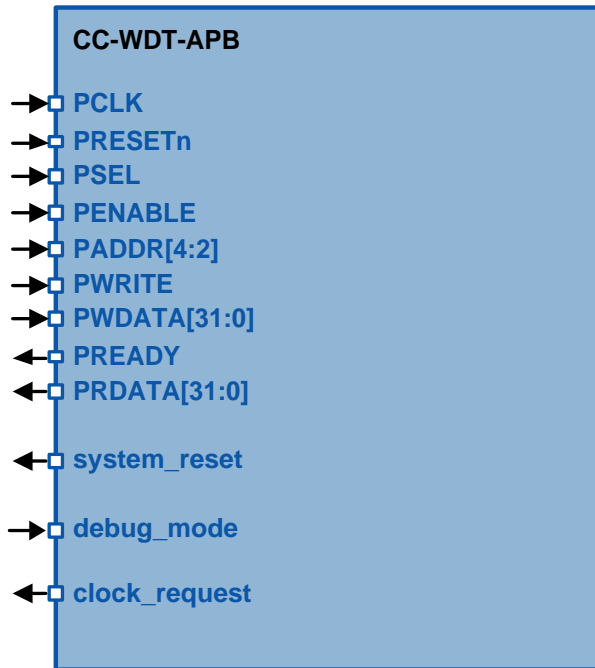 CC-WDT-APB
PCLK
PRESETn
PSEL
PENABLE
PADDR[4:2]
PWRITE
PWDATA[31:0]
PREADY
PRDATA[31:0]
system_reset
debug_mode
clock_request